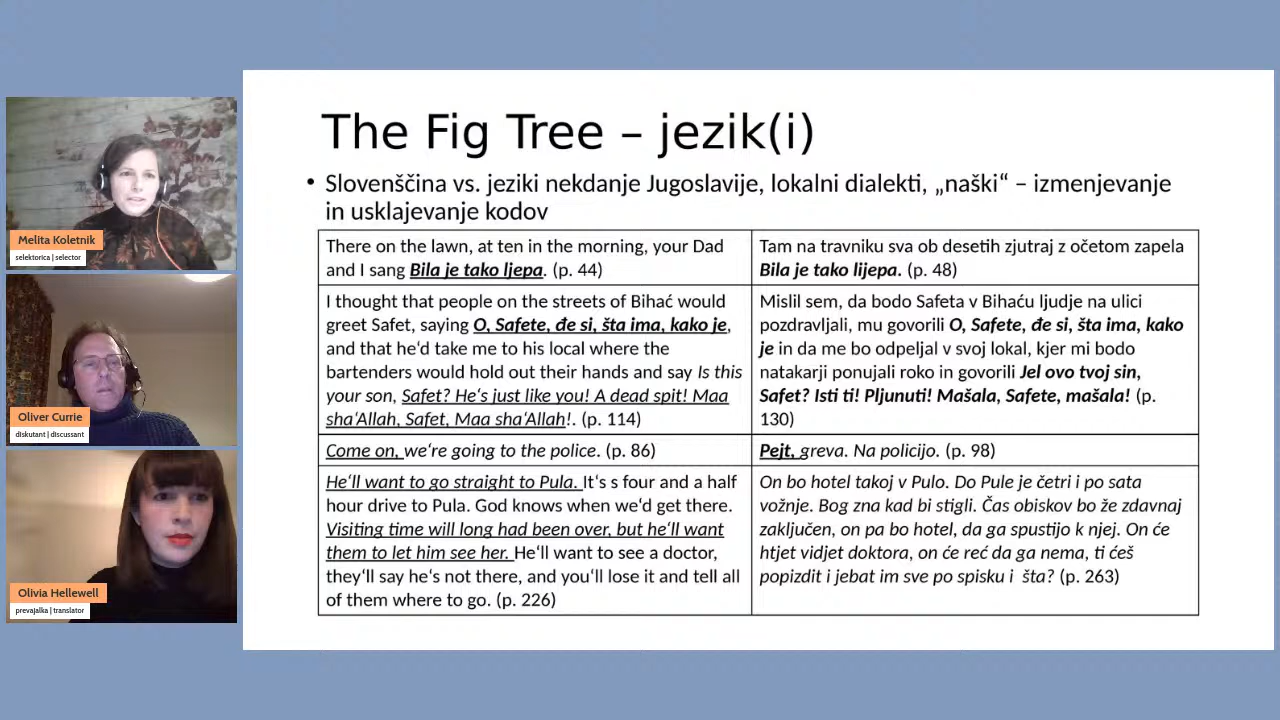 The Fig Tree – jezik(i)
• Slovenščina vs. jeziki nekdanje Jugoslavije, lokalni dialekti, „naški“ – izmenjevanje
in usklajevanje kodov
There on the lawn, at ten in the morning, your Dad
and I sang Bila je tako ljepa. (p. 44)
Tam na travniku sva ob desetih zjutraj z očetom zapela
Bila je tako lijepa. (p. 48)
I thought that people on the streets of Bihać would
greet Safet, saying O, Safete, đe si, šta ima, kako je,
and that he‘d take me to his local where the
bartenders would hold out their hands and say Is this
your son, Safet? He‘s just like you! A dead spit! Maa
sha‘Allah, Safet, Maa sha‘Allah!. (p. 114)
Mislil sem, da bodo Safeta v Bihaću ljudje na ulici
pozdravljali, mu govorili O, Safete, đe si, šta ima, kako
je in da me bo odpeljal v svoj lokal, kjer mi bodo
natakarji ponujali roko in govorili Jel ovo tvoj sin,
Safet? Isti ti! Pljunuti! Mašala, Safete, mašala! (p.
130)
Come on, we‘re going to the police. (p. 86)
Pejt, greva. Na policijo. (p. 98)
He‘ll want to go straight to Pula. It‘s s four and a half
hour drive to Pula. God knows when we‘d get there.
Visiting time will long had been over, but he‘ll want
them to let him see her. He‘ll want to see a doctor,
they‘ll say he‘s not there, and you‘ll lose it and tell all
of them where to go. (p. 226)
On bo hotel takoj v Pulo. Do Pule je četri i po sata
vožnje. Bog zna kad bi stigli. Čas obiskov bo že zdavnaj
zaključen, on pa bo hotel, da ga spustijo k njej. On će
htjet vidjet doktora, on će reć da ga nema, ti ćeš
popizdit i jebat im sve po spisku i šta? (p. 263)
Melita Koletnik
selektorica | selector
Oliver Currie
diskutant | discussant
Olivia Hellewell
prevajalka | translator